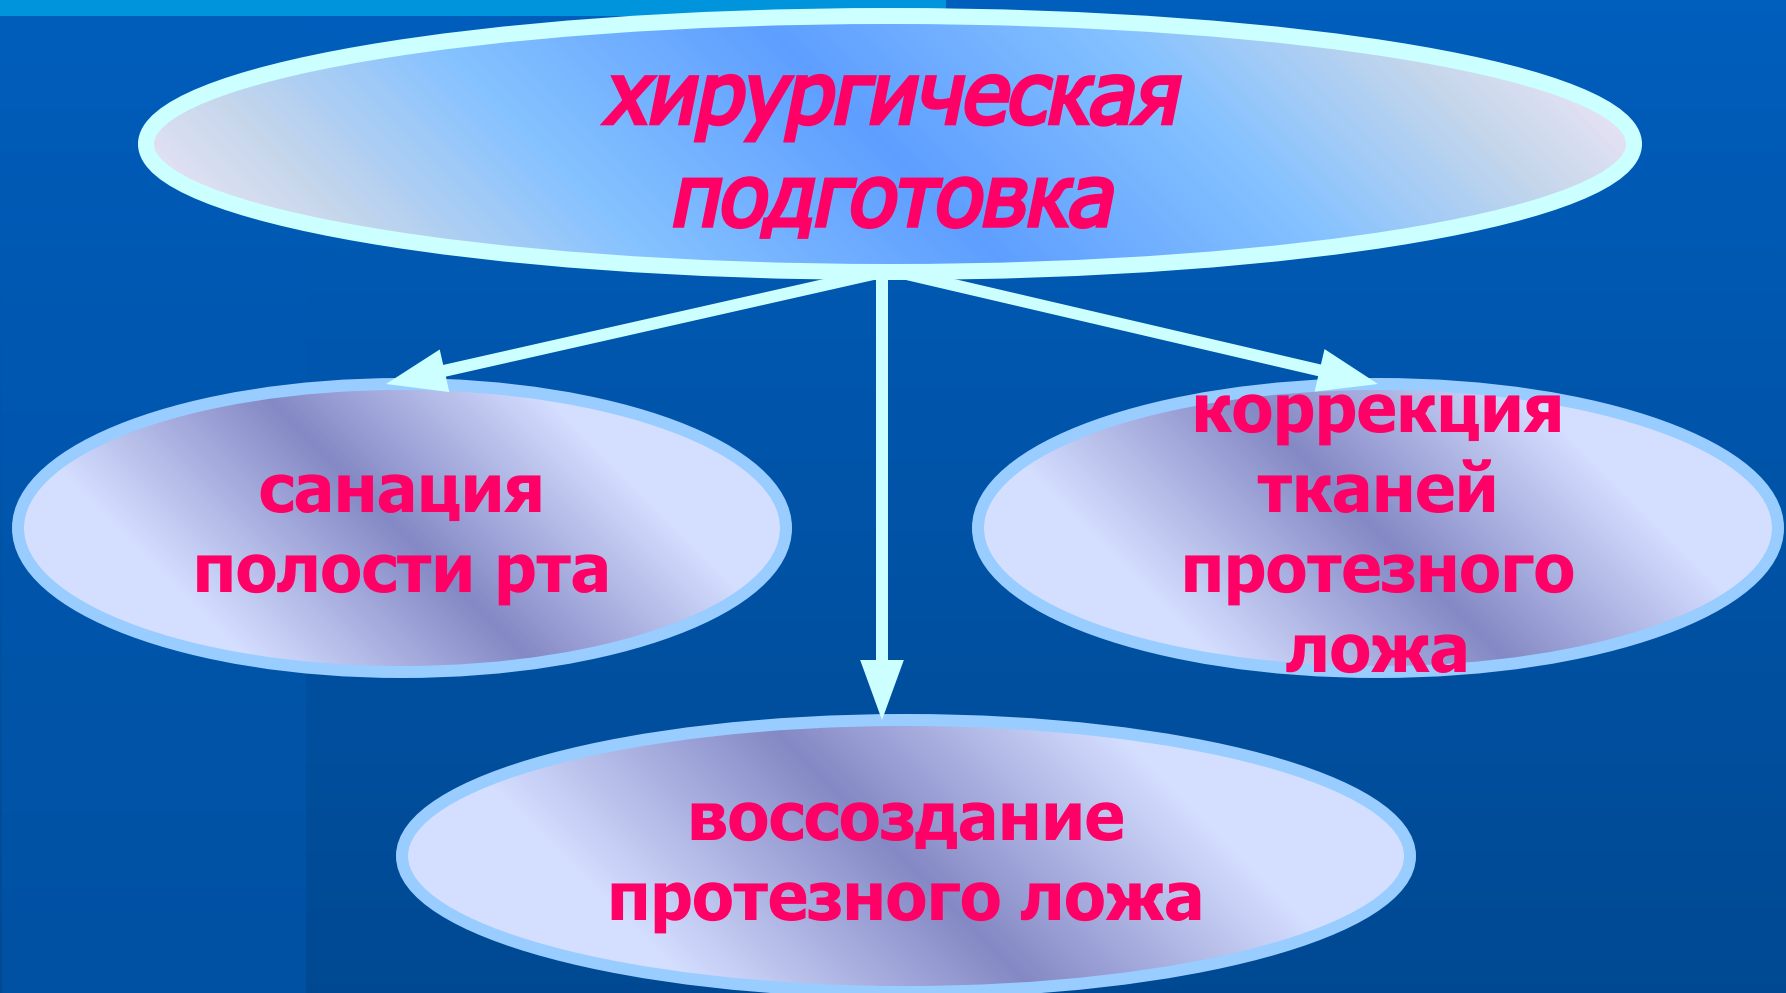 хирургическая
подготовка
санация
полости рта
коррекция
тканей
протезного
ложа
воссоздание
протезного ложа